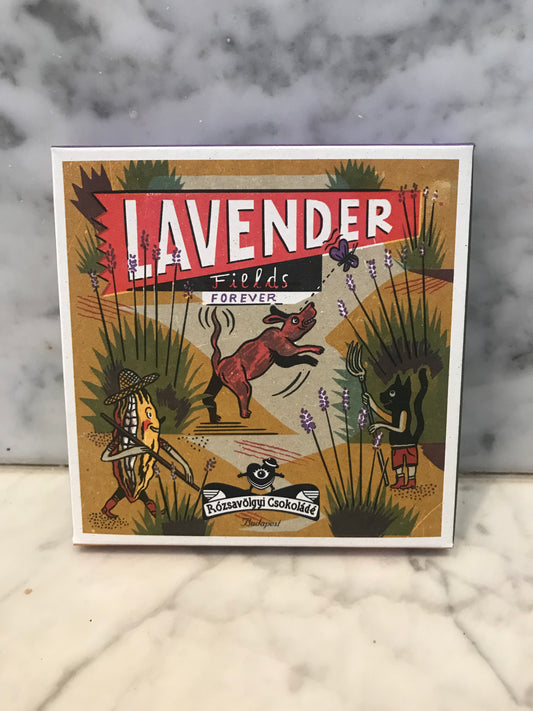 LAVENDER
Fields
FOREVER
Rózsavölgyi Csokoládé
Budapest